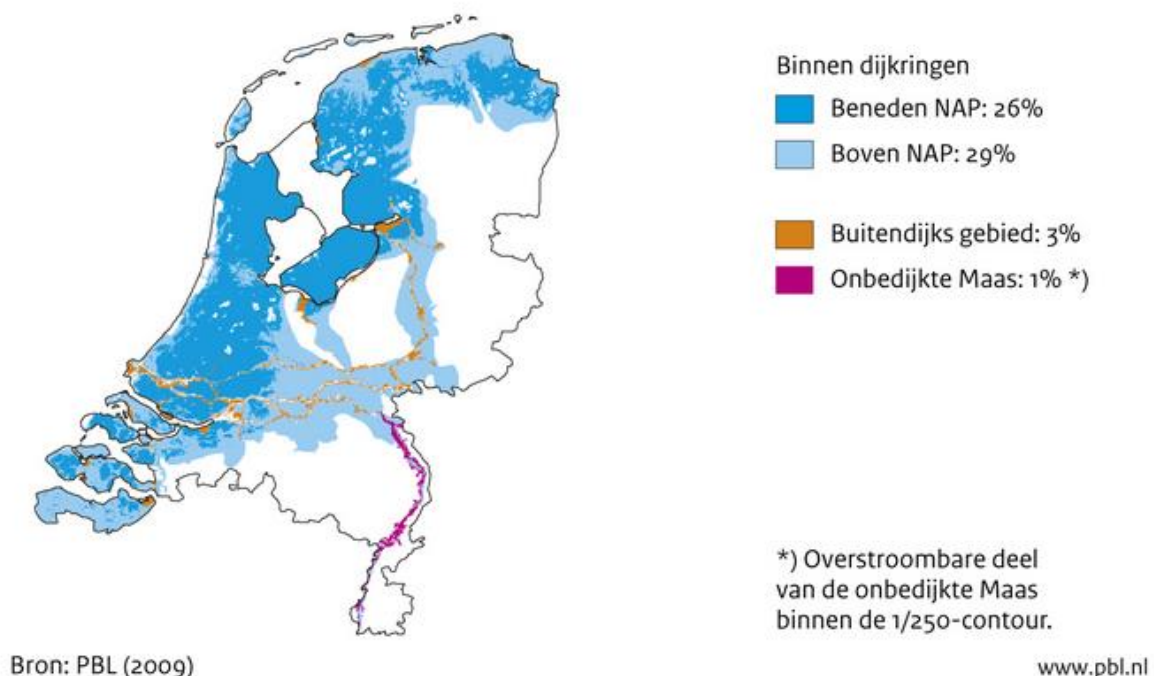 Binnen dijkringen
Beneden NAP: 26%
Boven NAP: 29%
Buitendijks gebied: 3%
Onbedijkte Maas: 1% *)
*) Overstroombare deel
van de onbedijkte Maas
binnen de 1/250-contour.
Bron: PBL (2009)
www.pbl.nl